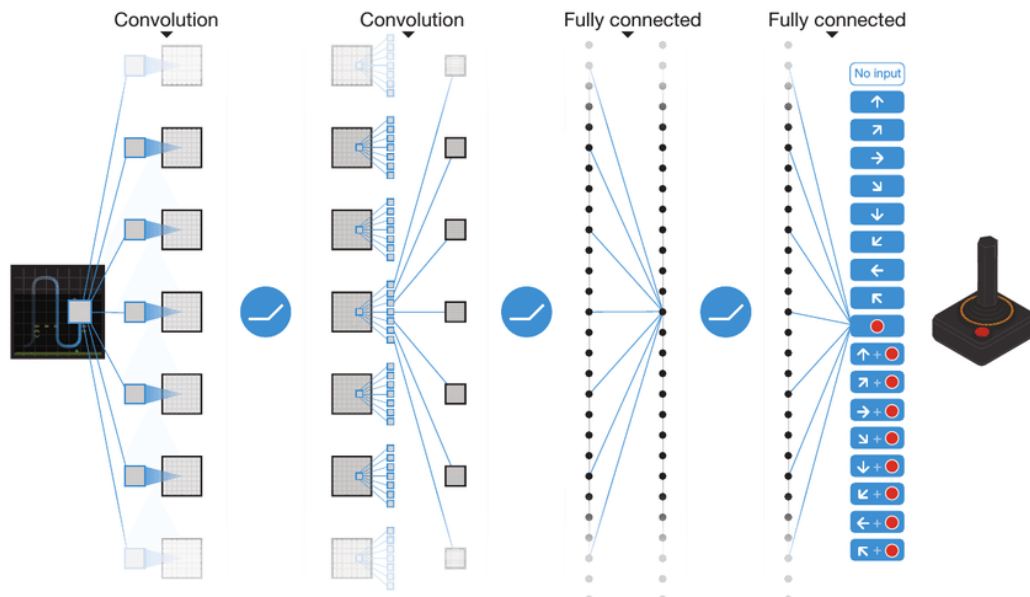 Convolution
Convolution
Fully connected
Fully connected
No input
+
+
+
+
+
+
+
+